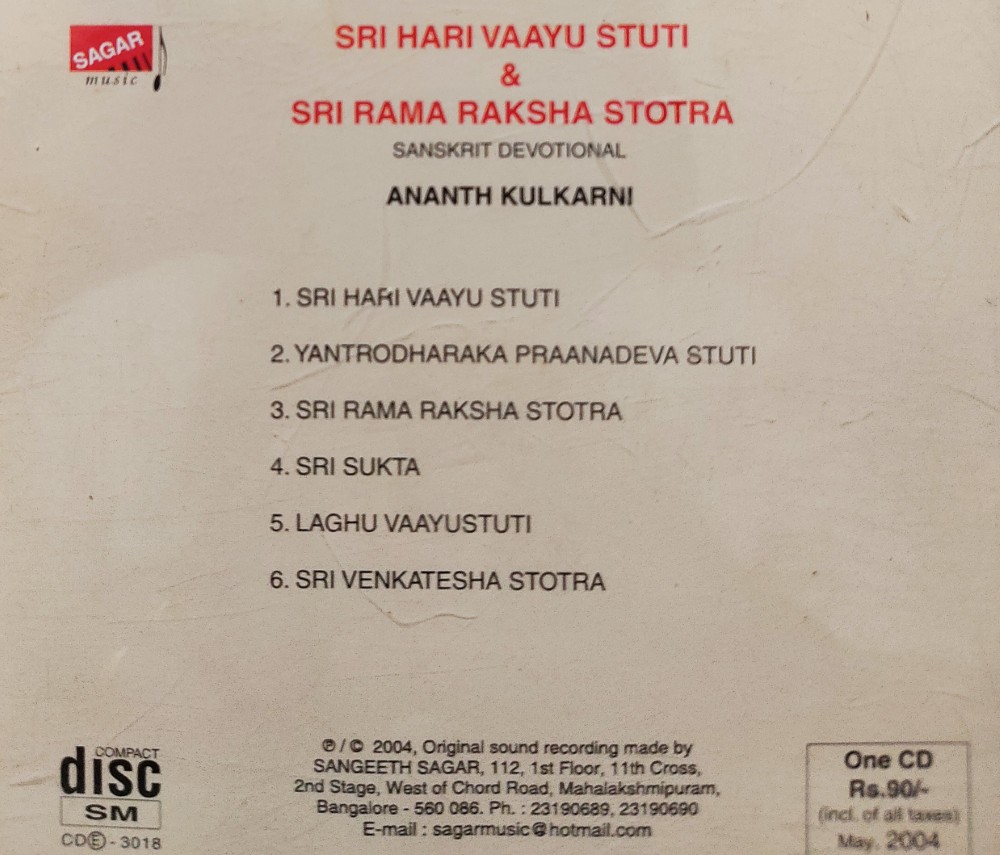 SAGAR
music
SRI HARI VAAYU STUTI
&
SRI RAMA RAKSHA STOTRA
SANSKRIT DEVOTIONAL
ANANTH KULKARNI
1. SRI HARI VAAYU STUTI
2. YANTRODHARAKA PRAANADEVA STUTI
3. SRI RAMA RAKSHA STOTRA
4. SRI SUKTA
5. LAGHU VAAYUSTUTI
6. SRI VENKATESHA STOTRA
COMPACT
disc
SM
CDⒺ - 3018
℗ / © 2004, Original sound recording made by
SANGEETH SAGAR, 112, 1st Floor, 11th Cross,
2nd Stage, West of Chord Road, Mahalakshmipuram,
Bangalore - 560 086. Ph. : 23190689, 23190690
E-mail : sagarmusic@hotmail.com
One CD
Rs.90/-
(incl. of all taxes)
May, 2004